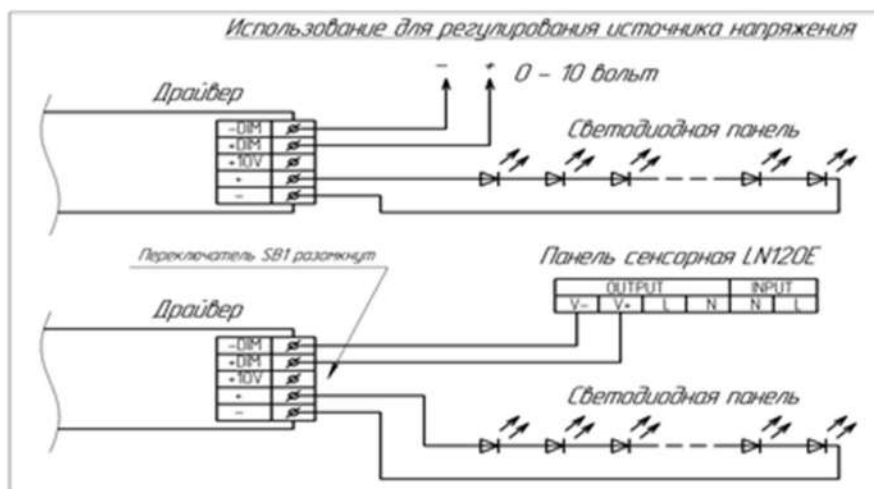 Использование для регулирования источника напряжения
- + 0 - 10 вольт
Драйвер
Светодиодная панель
-DIM
+DIM
+10V
+
-
Переключатель SB1 разомкнут
Панель сенсорная LN120E
OUTPUT INPUT
V- V+ L N N L
Драйвер
-DIM
+DIM
+10V
+
-
Светодиодная панель